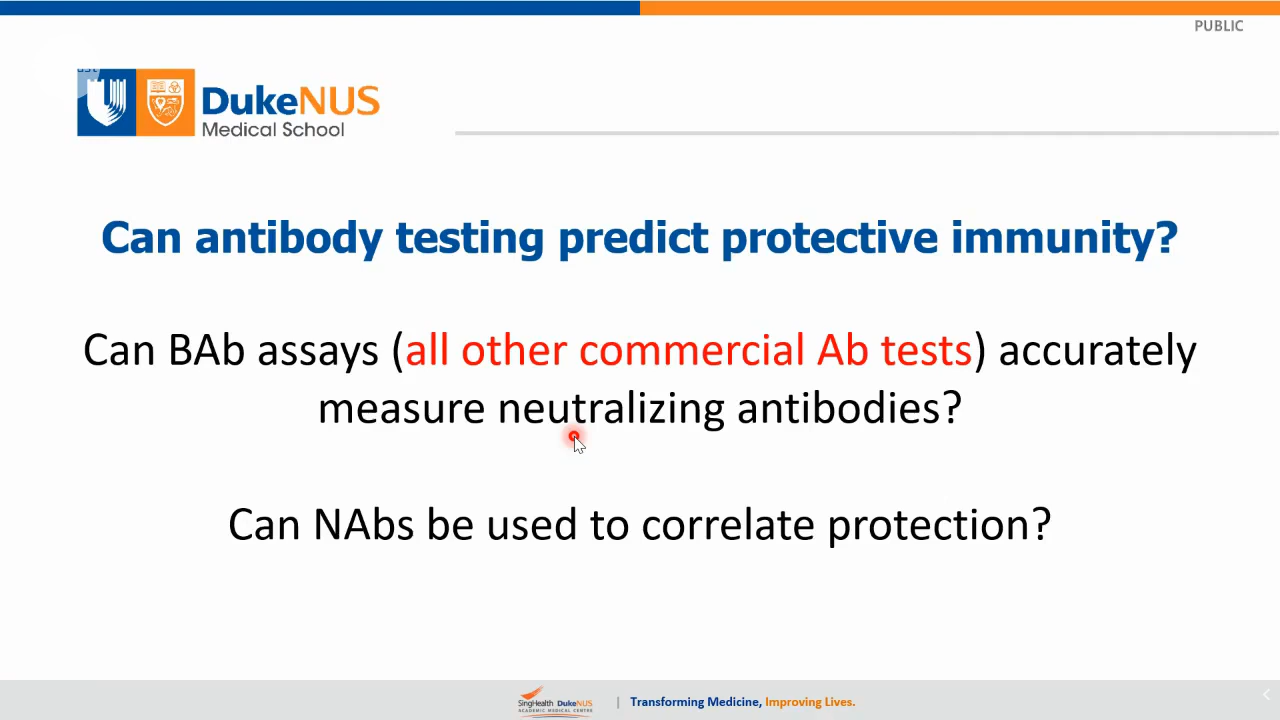 PUBLIC
DukeNUS
Medical School
Can antibody testing predict protective immunity?
Can BAb assays (all other commercial Ab tests) accurately
measure neutralizing antibodies?
Can NAbs be used to correlate protection?
SingHealth DukeNUS
ACADEMIC MEDICAL CENTRE
| Transforming Medicine, Improving Lives.